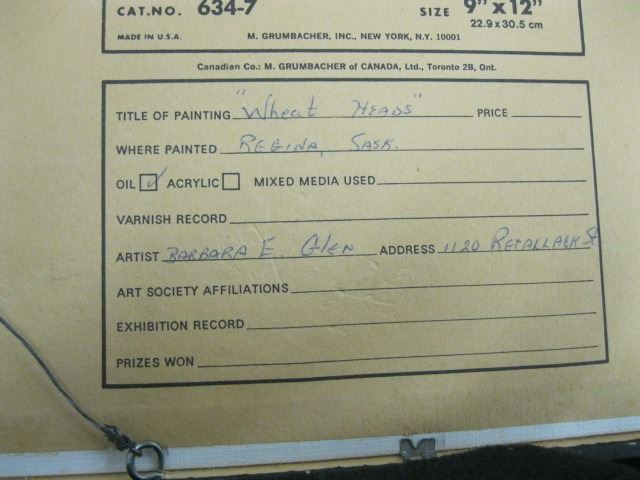 CAT.NO. 634-7 SIZE 9" x 12"
22.9 x 30.5 cm
MADE IN U.S.A. M. GRUMBACHER, INC., NEW YORK, N.Y. 10001
Canadian Co.: M. GRUMBACHER of CANADA, Ltd., Toronto 2B, Ont.
TITLE OF PAINTING "Wheat HEADS" PRICE
WHERE PAINTED REGINA, SASK.
OIL ✓ ACRYLIC MIXED MEDIA USED
VARNISH RECORD
ARTIST BARBARA E. Glen ADDRESS 1120 RETALLACK St
ART SOCIETY AFFILIATIONS
EXHIBITION RECORD
PRIZES WON